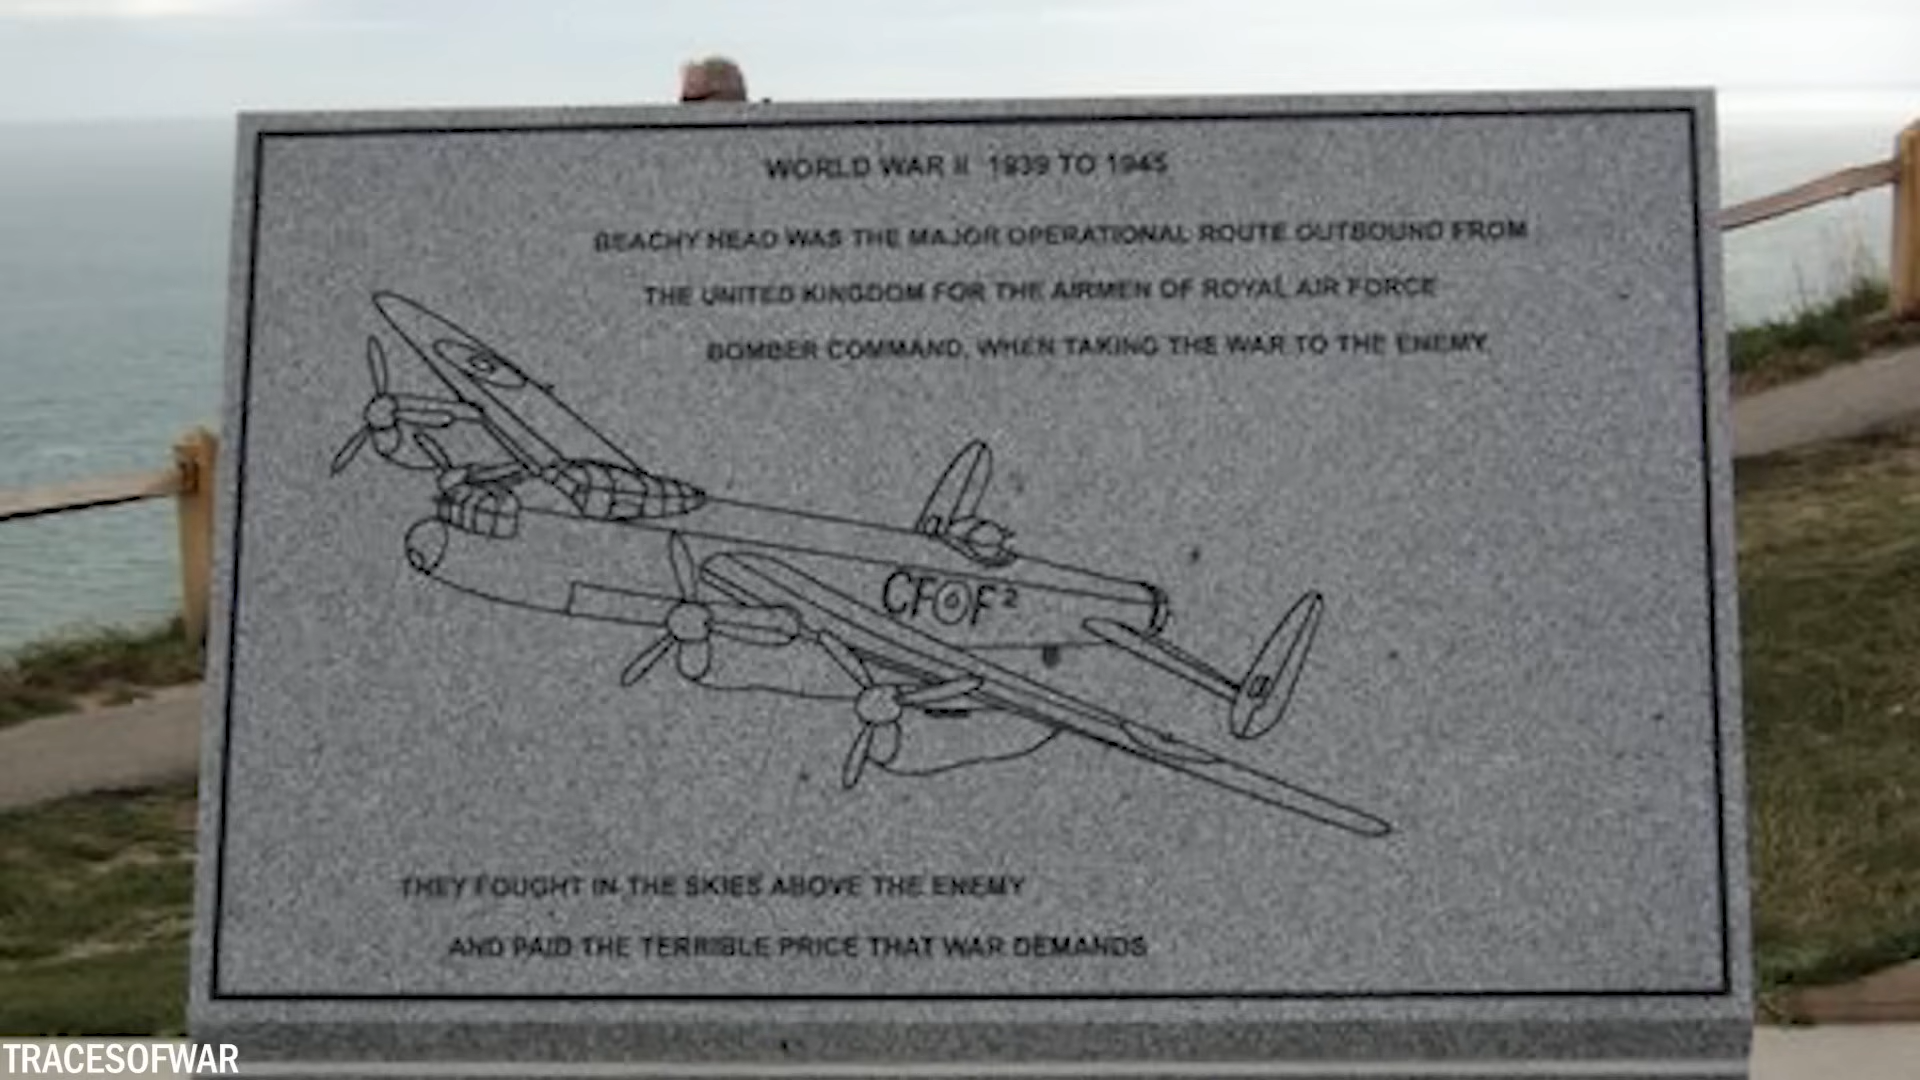 WORLD WAR II 1939 TO 1945
BEACHY HEAD WAS THE MAJOR OPERATIONAL ROUTE OUTBOUND FROM
THE UNITED KINGDOM FOR THE AIRMEN OF ROYAL AIR FORCE
BOMBER COMMAND, WHEN TAKING THE WAR TO THE ENEMY.
CF F²
THEY FOUGHT IN THE SKIES ABOVE THE ENEMY
AND PAID THE TERRIBLE PRICE THAT WAR DEMANDS
TRACESOFWAR